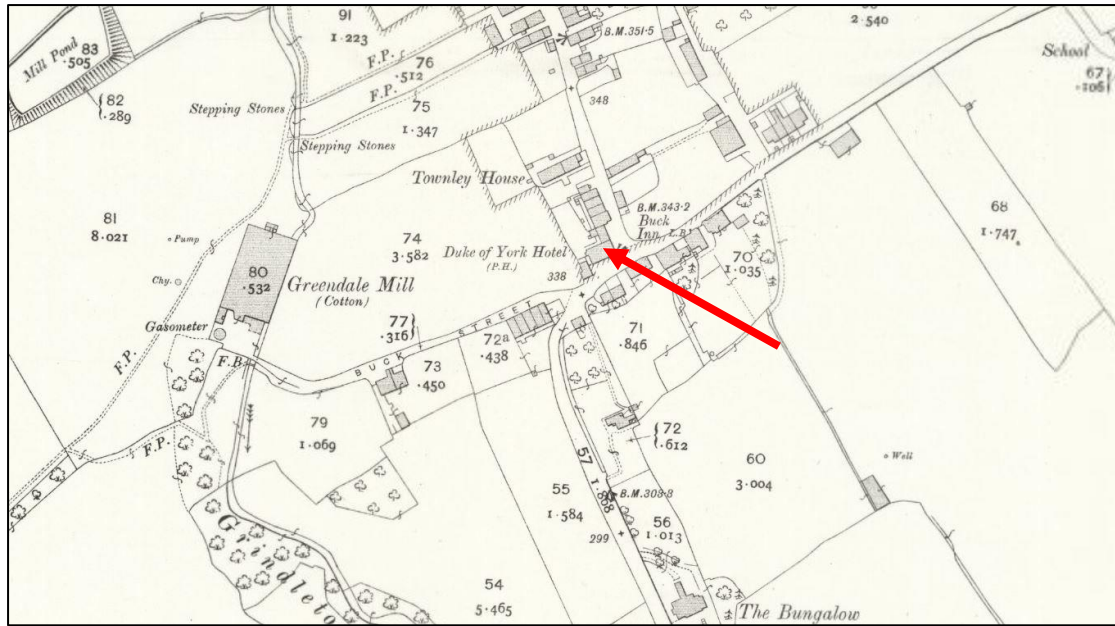 Mill Pond
83
.505
82
.289
91
1.223
F.P.
76
.512
F.P.
75
1.347
Stepping Stones
Stepping Stones
B.M.351.5
348
2.540
School
67
.106
Townley House
81
8.021
Pump
Chy.
80
.532
Greendale Mill
(Cotton)
Gasometer
F.P.
F.B.
F.P.
74
3.582
Duke of York Hotel
(P.H.)
338
B.M.343.2
Buck
Inn
L.B.
70
1.035
68
1.747
77
.316
BUCK STREET
72a
.438
73
.450
71
.846
79
1.069
72
.612
60
3.004
Well
57
1.808
55
1.584
B.M.308.8
299
56
1.013
54
5.465
Grindleto
The Bungalow